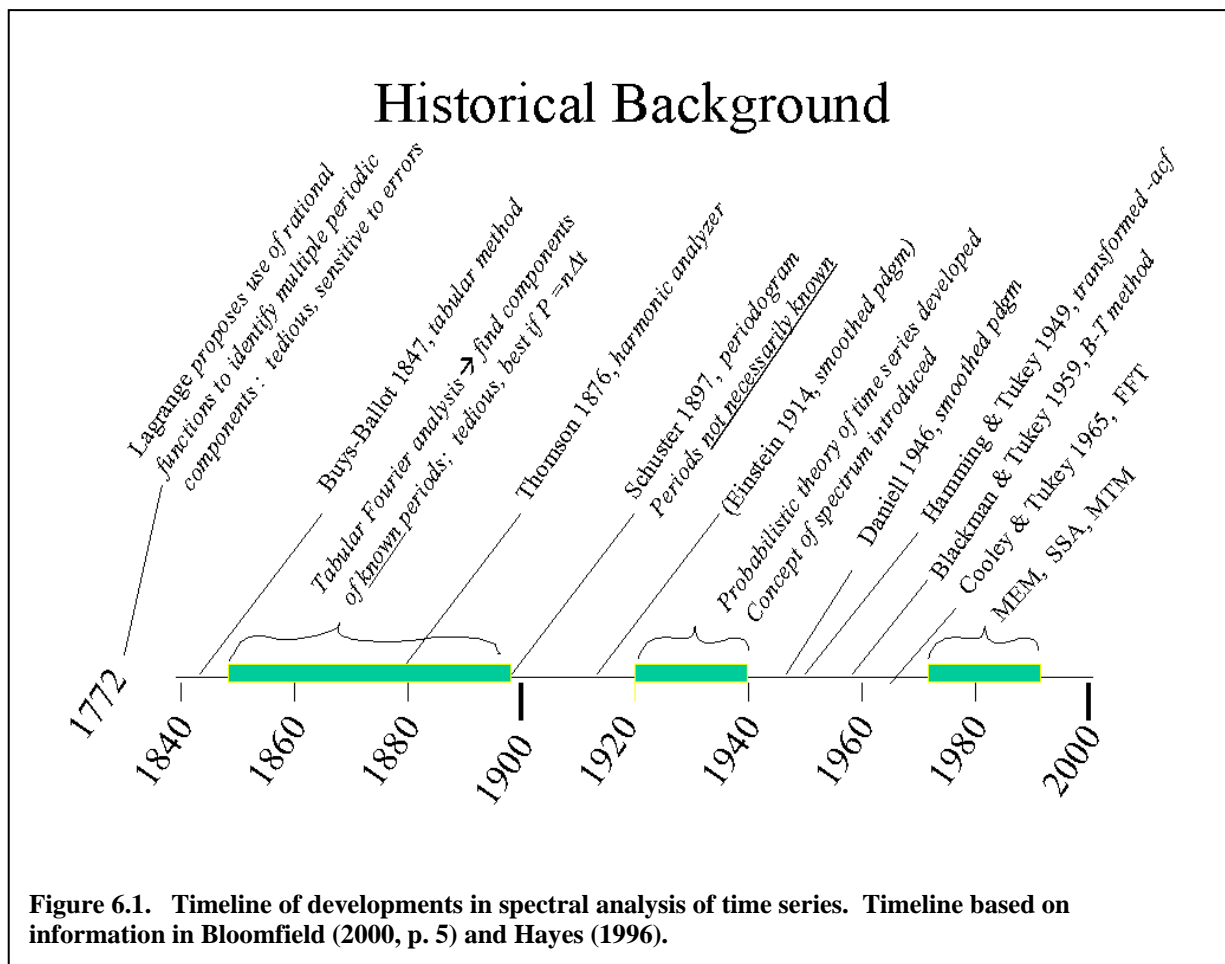 Historical Background
Lagrange proposes use of rational
functions to identify multiple periodic
components: tedious, sensitive to errors
Buys-Ballot 1847, tabular method
Tabular Fourier analysis → find components
of known periods; tedious, best if P =nΔt
Thomson 1876, harmonic analyzer
Schuster 1897, periodogram
Periods not necessarily known
(Einstein 1914, smoothed pdgm)
Probabilistic theory of time series developed
Concept of spectrum introduced
Daniell 1946, smoothed pdgm
Hamming & Tukey 1949, transformed -acf
Blackman & Tukey 1959, B-T method
Cooley & Tukey 1965, FFT
MEM, SSA, MTM
1772
1840
1860
1880
1900
1920
1940
1960
1980
2000
Figure 6.1. Timeline of developments in spectral analysis of time series. Timeline based on
information in Bloomfield (2000, p. 5) and Hayes (1996).